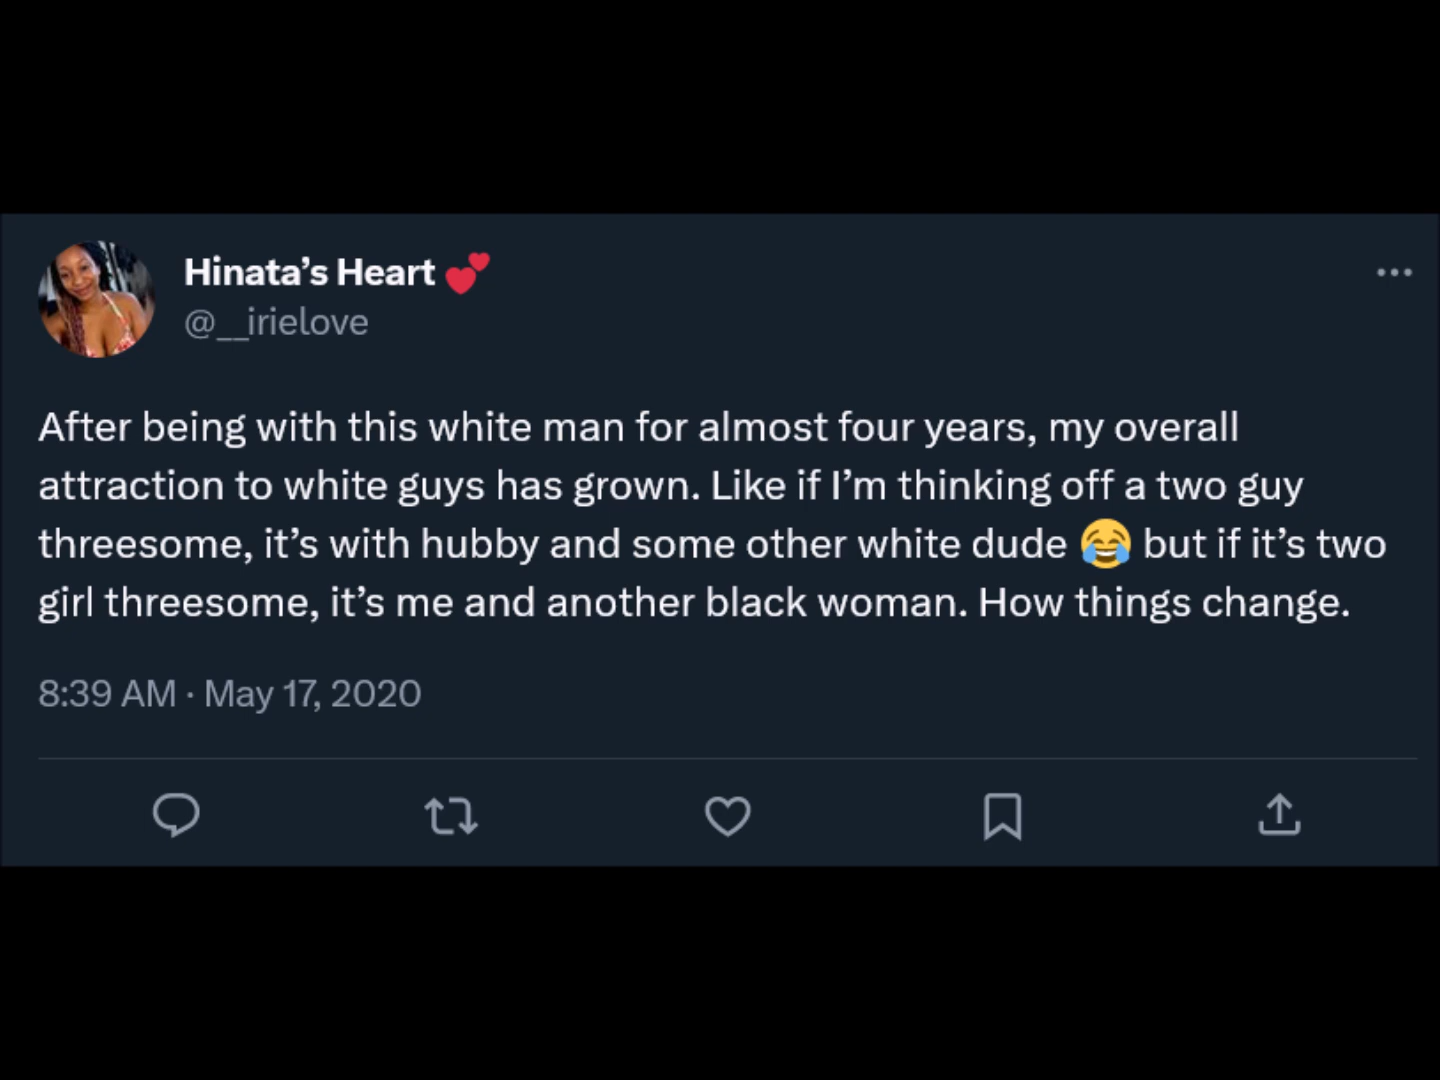 Hinata’s Heart 💕
@__irielove
After being with this white man for almost four years, my overall
attraction to white guys has grown. Like if I’m thinking off a two guy
threesome, it’s with hubby and some other white dude 😂 but if it’s two
girl threesome, it’s me and another black woman. How things change.
8:39 AM · May 17, 2020